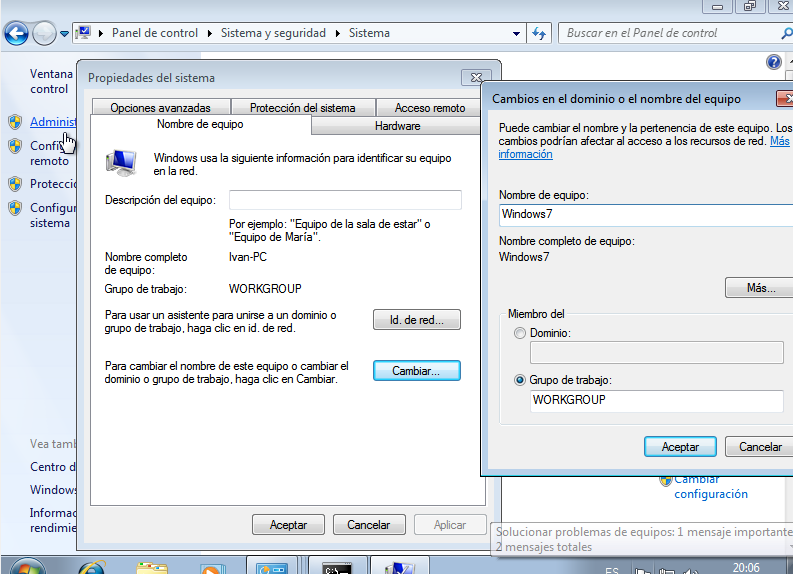 Panel de control
Sistema y seguridad
Sistema
Buscar en el Panel de control
Ventana
control
Propiedades del sistema
Opciones avanzadas
Protección del sistema
Acceso remoto
Nombre de equipo
Hardware
Windows usa la siguiente información para identificar su equipo
en la red.
Descripción del equipo:
Por ejemplo: "Equipo de la sala de estar" o
"Equipo de María".
Nombre completo
de equipo:
Ivan-PC
Grupo de trabajo:
WORKGROUP
Para usar un asistente para unirse a un dominio o
grupo de trabajo, haga clic en id. de red.
Id. de red...
Para cambiar el nombre de este equipo o cambiar el
dominio o grupo de trabajo, haga clic en Cambiar.
Cambiar...
Aceptar
Cancelar
Aplicar
remoto
sistema
Centro d
Windows
Cambios en el dominio o el nombre del equipo
Puede cambiar el nombre y la pertenencia de este equipo. Los
cambios podrían afectar al acceso a los recursos de red. Más
información
Nombre de equipo:
Windows7
Nombre completo de equipo:
Windows7
Más...
Miembro del
Dominio:
Grupo de trabajo:
WORKGROUP
Aceptar
Cancelar
Cambiar
configuración
Solucionar problemas de equipos: 1 mensaje importante
2 mensajes totales
ES
20:06